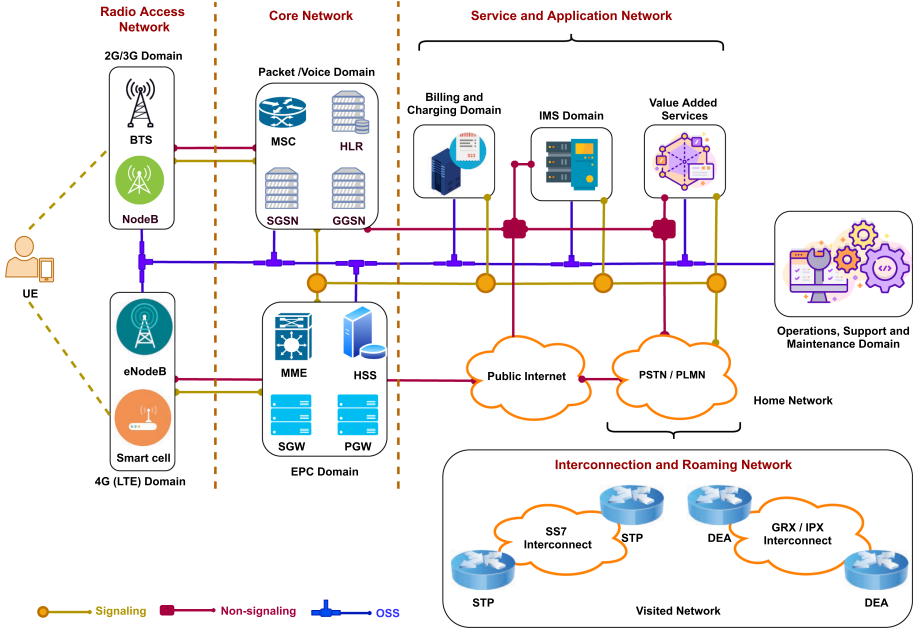 Radio Access
Network
Core Network
Service and Application Network
2G/3G Domain
Packet /Voice Domain
Billing and
Charging Domain
IMS Domain
Value Added
Services
BTS
MSC
HLR
NodeB
SGSN
GGSN
UE
eNodeB
MME
HSS
Public Internet
PSTN / PLMN
Operations, Support and
Maintenance Domain
Home Network
Smart cell
SGW
PGW
4G (LTE) Domain
EPC Domain
Interconnection and Roaming Network
SS7
Interconnect
STP
DEA
GRX / IPX
Interconnect
STP
DEA
Visited Network
Signaling
Non-signaling
OSS